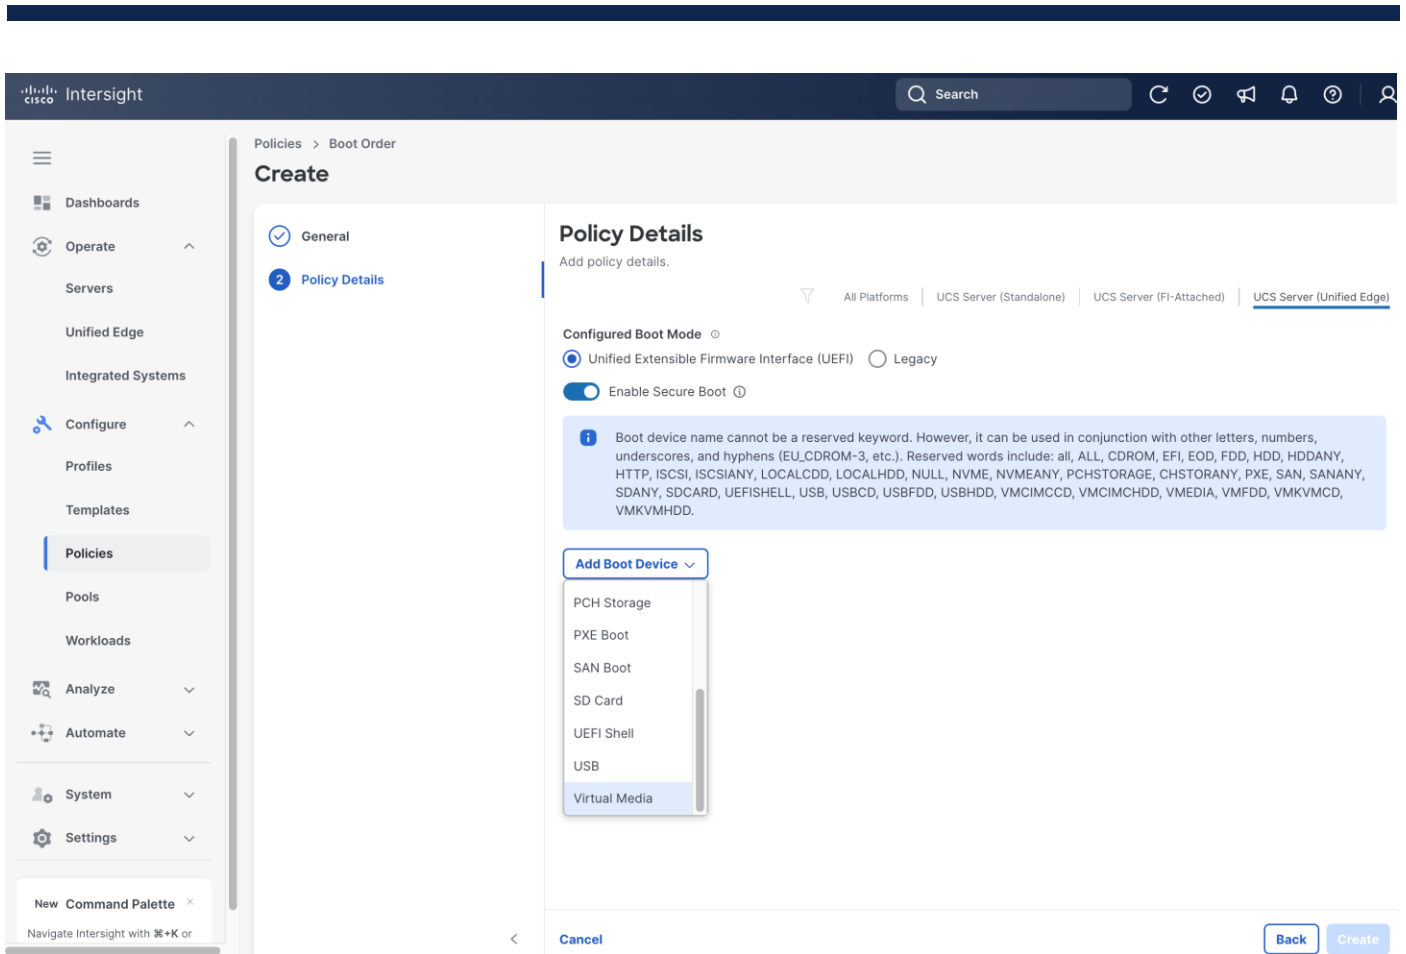 cisco Intersight
Search
Dashboards
Operate
Servers
Unified Edge
Integrated Systems
Configure
Profiles
Templates
Policies
Pools
Workloads
Analyze
Automate
System
Settings
New Command Palette ×
Navigate Intersight with ⌘+K or
Policies > Boot Order
Create
General
2 Policy Details
Policy Details
Add policy details.
All Platforms
UCS Server (Standalone)
UCS Server (FI-Attached)
UCS Server (Unified Edge)
Configured Boot Mode
Unified Extensible Firmware Interface (UEFI)
Legacy
Enable Secure Boot
Boot device name cannot be a reserved keyword. However, it can be used in conjunction with other letters, numbers,
underscores, and hyphens (EU_CDROM-3, etc.). Reserved words include: all, ALL, CDROM, EFI, EOD, FDD, HDD, HDDANY,
HTTP, ISCSI, ISCSIANY, LOCALCDD, LOCALHDD, NULL, NVME, NVMEANY, PCHSTORAGE, CHSTORANY, PXE, SAN, SANANY,
SDANY, SDCARD, UEFISHELL, USB, USBCD, USBFDD, USBHDD, VMCIMCCD, VMCIMCHDD, VMEDIA, VMFDD, VMKVMCD,
VMKVMHDD.
Add Boot Device
PCH Storage
PXE Boot
SAN Boot
SD Card
UEFI Shell
USB
Virtual Media
Cancel
Back
Create